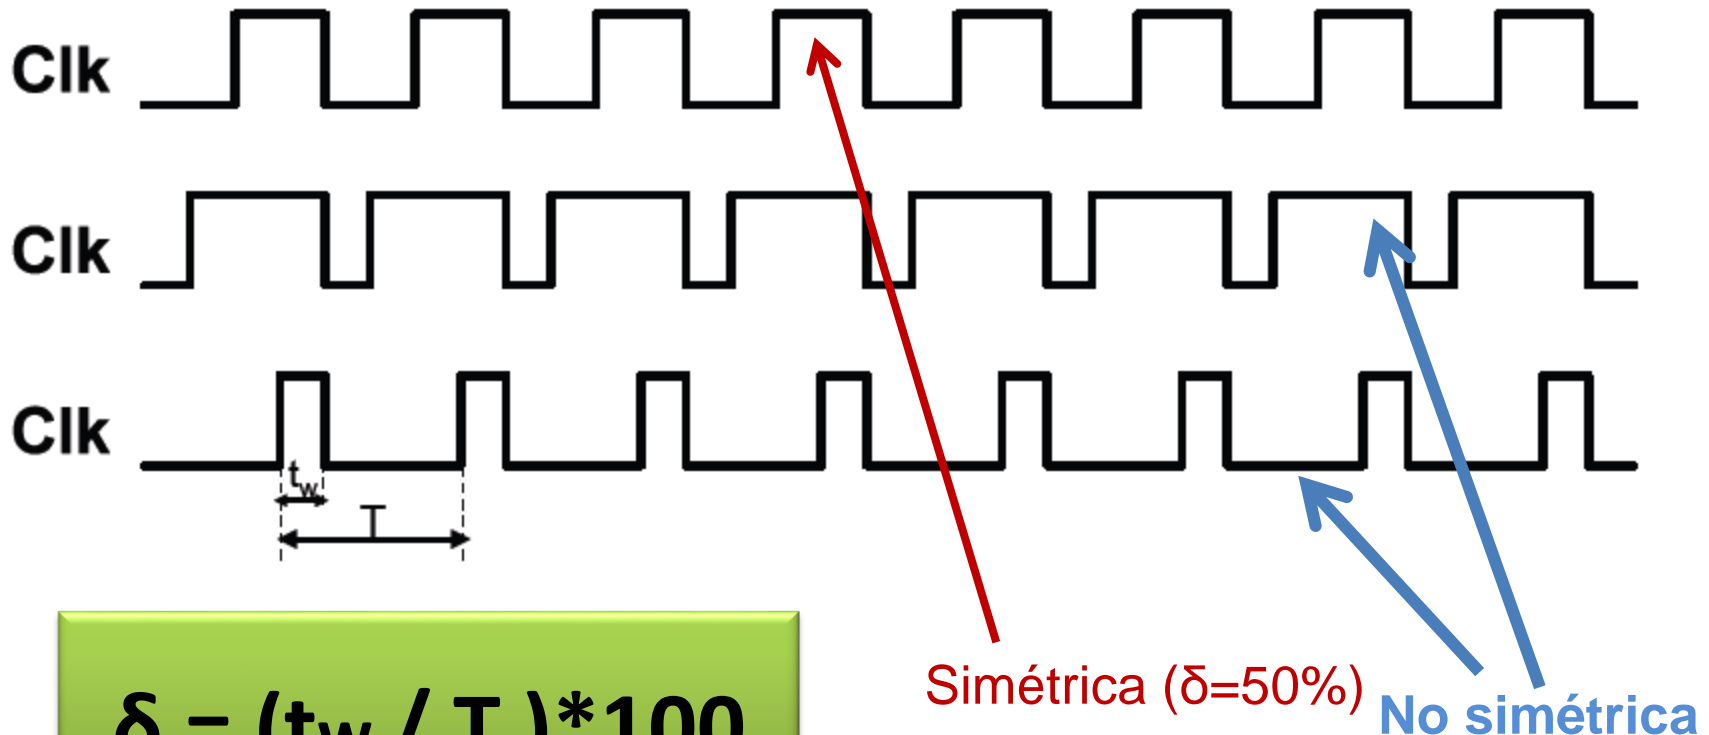 Clk
Clk
Clk
tw
T
Simétrica (δ=50%)
No simétrica
δ = (tw / T )*100